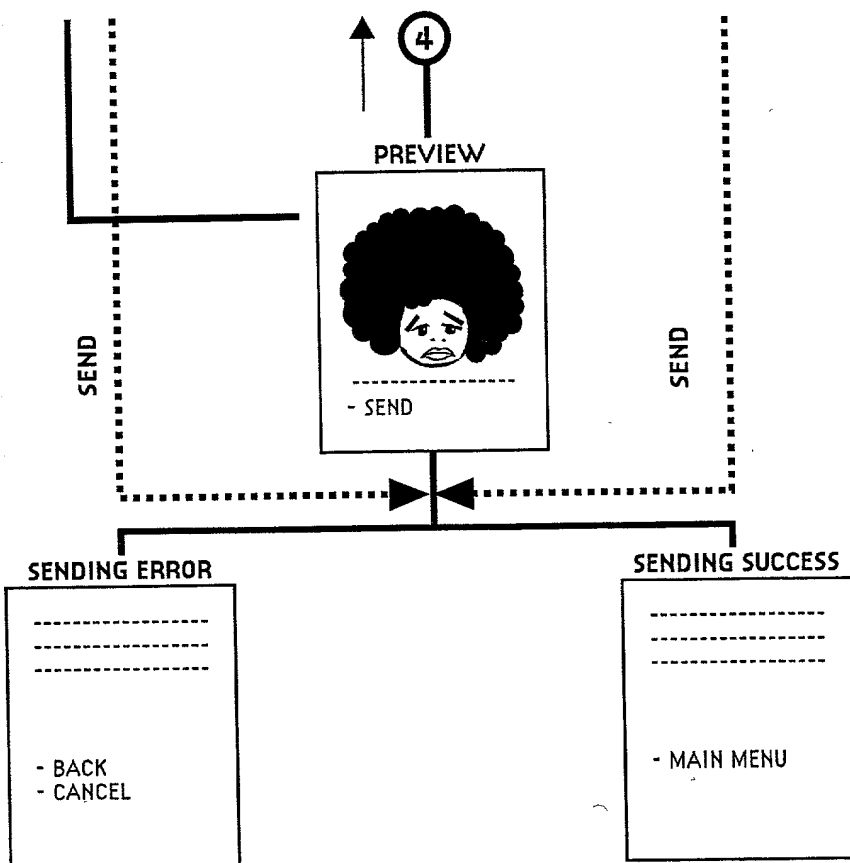 4
PREVIEW
SEND
SEND
- SEND
SENDING ERROR
SENDING SUCCESS
- BACK
- CANCEL
- MAIN MENU